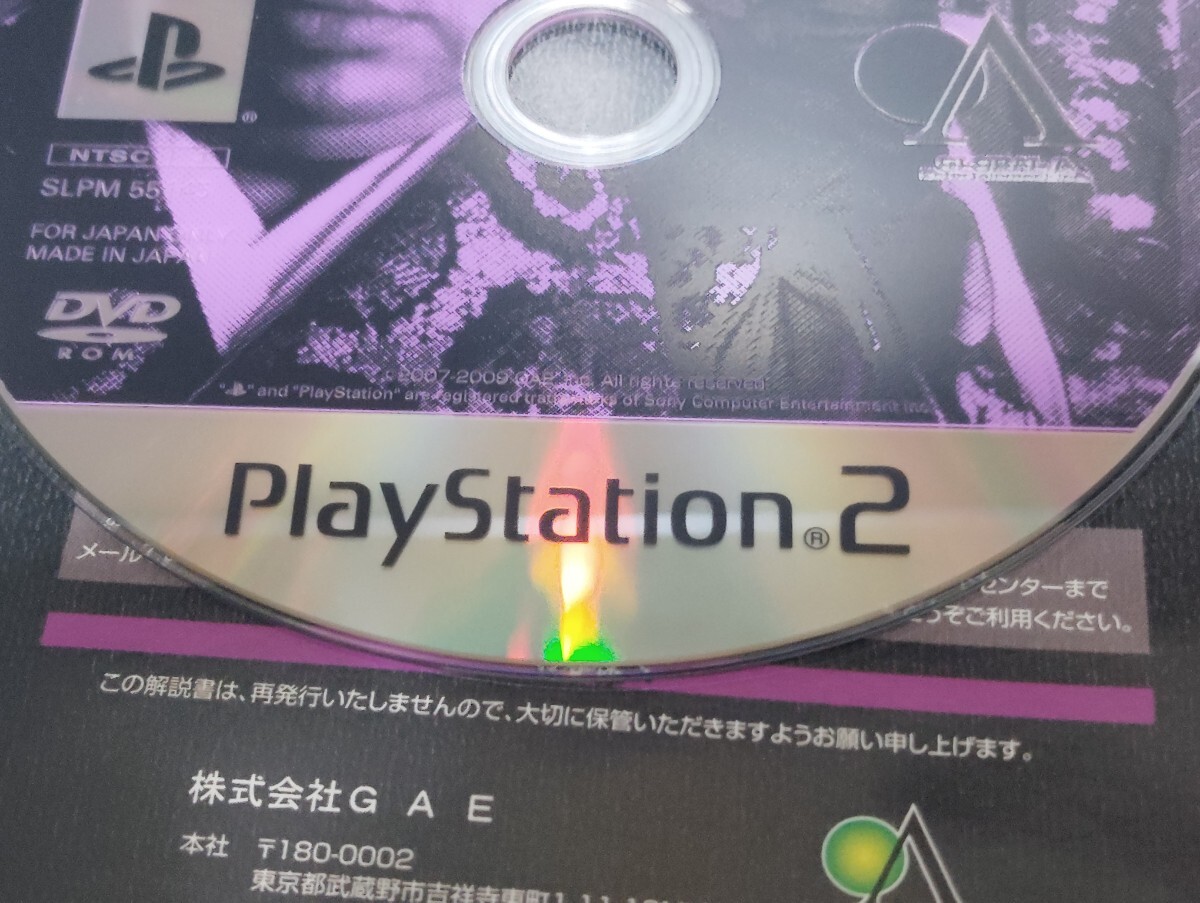 NTSC
SLPM 55
FOR JAPAN ONLY
MADE IN JAPAN
DVD
ROM
©2007-2009 GAE Inc. All rights reserved.
" " and "PlayStation" are registered trademarks of Sony Computer Entertainment Inc.
PlayStation®2
メール
センターまで
ご利用ください。
この解説書は、再発行いたしませんので、大切に保管いただきますようお願い申し上げます。
株式会社G A E
本社 〒180-0002
東京都武蔵野市吉祥寺東町1-11